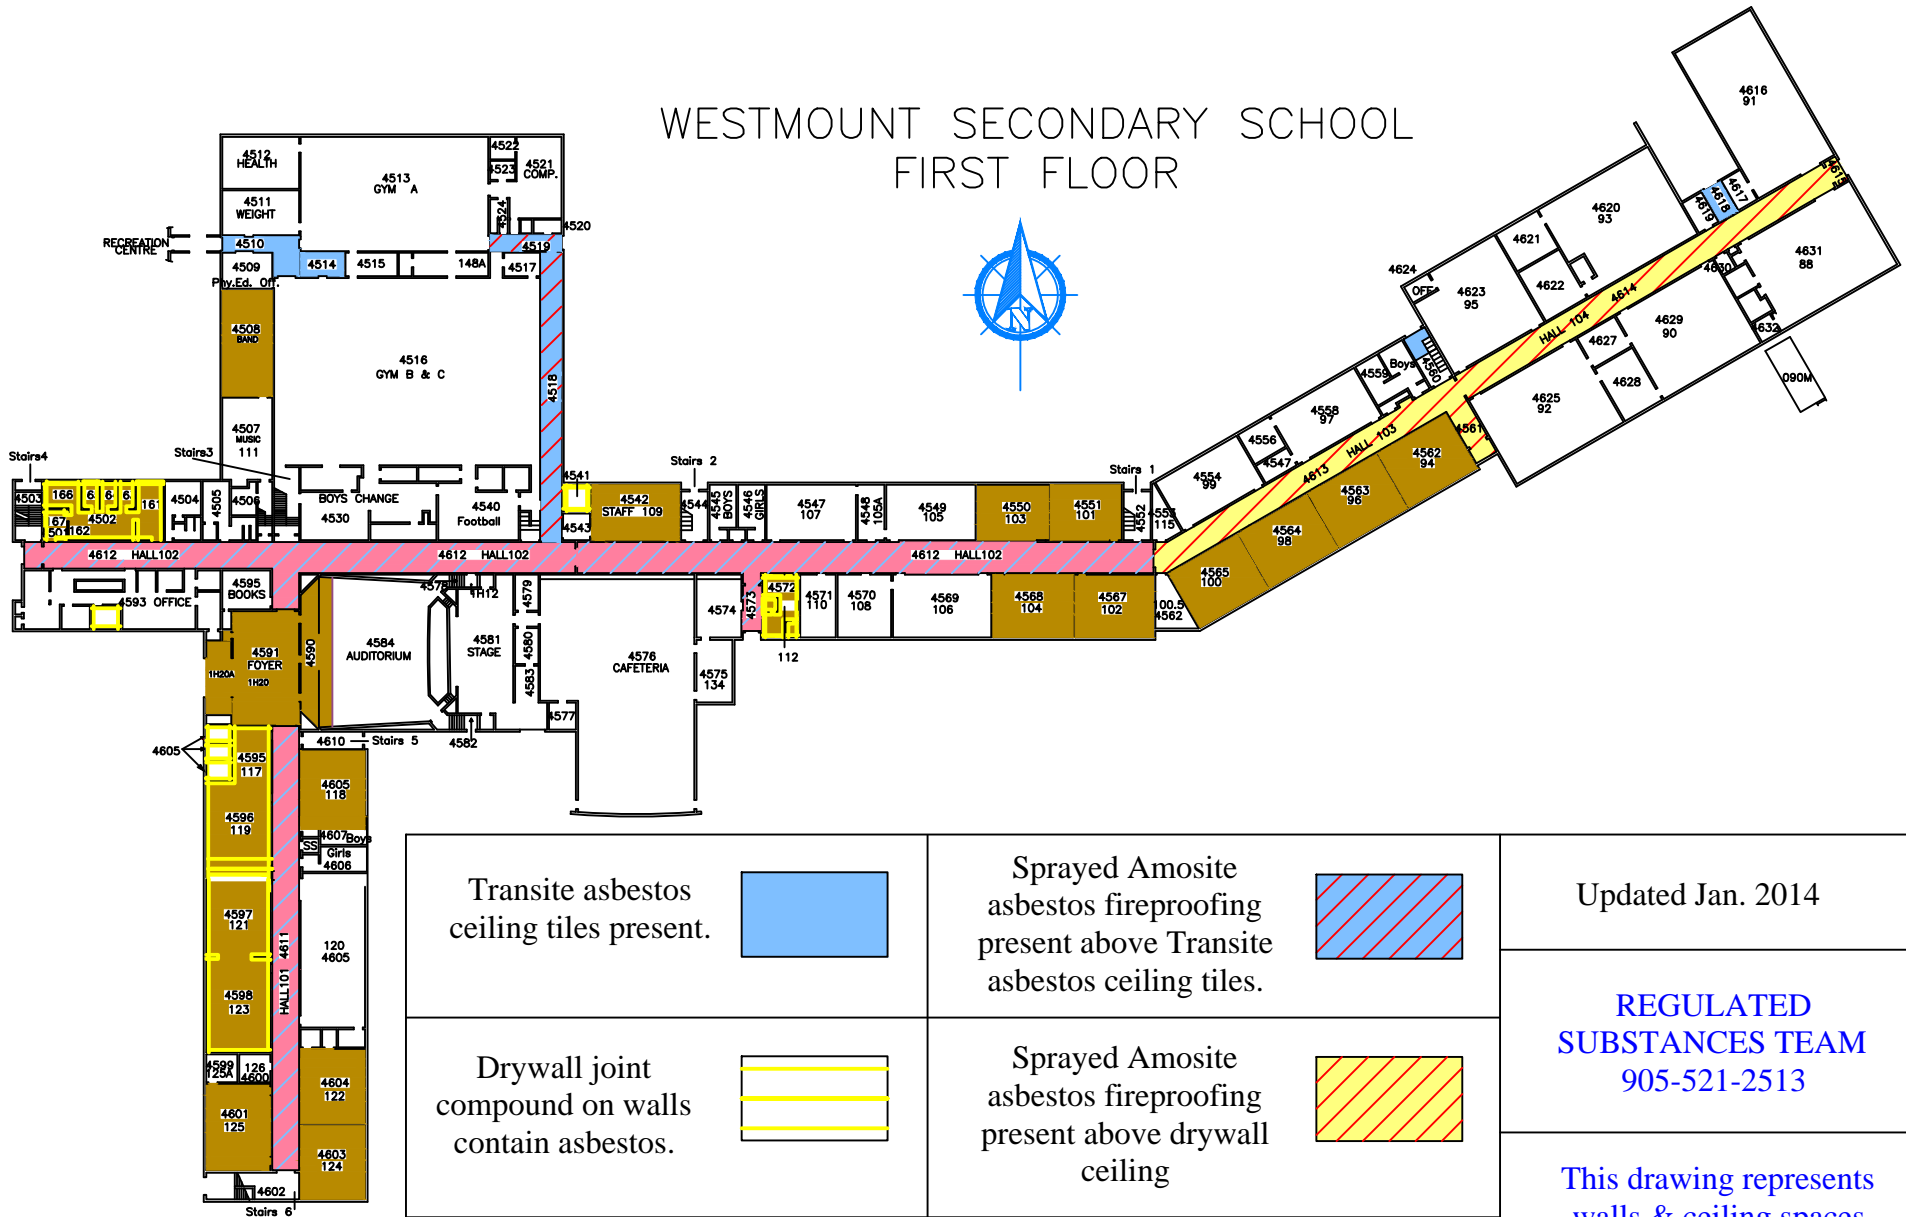 WESTMOUNT SECONDARY SCHOOL
FIRST FLOOR
N
4512
HEALTH
4513
GYM A
4522
4523
4521
COMP.
4511
WEIGHT
4524
4520
RECREATION
CENTRE
4510
4519
4509
Phy.Ed. Off.
4514
4515
148A
4517
4508
BAND
4516
GYM B & C
4518
4507
MUSIC
111
Stairs4
Stairs3
4503
166
161
4502
162
4504
4505
4506
BOYS CHANGE
4530
4540
Football
4541
4543
4542
STAFF 109
Stairs 2
4544
4545
BOYS
4546
GIRLS
4547
107
4548
105A
4549
105
4550
103
4551
101
Stairs 1
4552
4553
115
4554
99
4556
4547
4558
97
4559
Boys
4560
4561
4562
94
4563
96
4564
98
4565
100
100.5
4562
4613 HALL 103
HALL 104 4614
4616
91
4615
4617
4618
4619
4620
93
4621
4622
4624
OFF.
4623
95
4631
88
4630
4632
4629
90
4627
4628
4625
92
090M
4612 HALL102
4612 HALL102
4612 HALL102
4593 OFFICE
4595
BOOKS
4591
FOYER
1H20
1H20A
4590
4584
AUDITORIUM
4578
1H12
4579
4581
STAGE
4580
4583
4582
4577
4576
CAFETERIA
4574
4575
134
4573
4572
112
4571
110
4570
108
4569
106
4568
104
4567
102
4610
Stairs 5
4605
4595
117
4605
118
4596
119
4607 Boys
SS
Girls
4606
4597
121
HALL101 4611
120
4605
4598
123
4599
125A
126
4600
4604
122
4601
125
4603
124
4602
Stairs 6
Transite asbestos
ceiling tiles present.
Sprayed Amosite
asbestos fireproofing
present above Transite
asbestos ceiling tiles.
Drywall joint
compound on walls
contain asbestos.
Sprayed Amosite
asbestos fireproofing
present above drywall
ceiling
Updated Jan. 2014
REGULATED
SUBSTANCES TEAM
905-521-2513
This drawing represents
walls & ceiling spaces